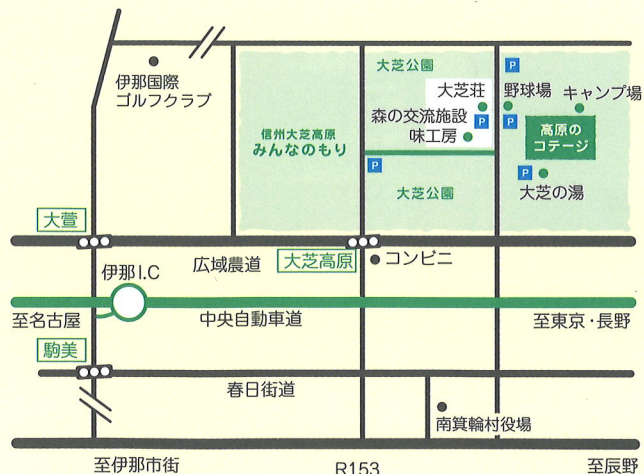 伊那国際
ゴルフクラブ
信州大芝高原
みんなのもり
大芝公園
P
大芝荘
森の交流施設
P
味工房
P
大芝公園
P
野球場
P
キャンプ場
高原の
コテージ
P
大芝の湯
大萱
広域農道
大芝高原
コンビニ
伊那I.C
至名古屋
中央自動車道
至東京・長野
駒美
春日街道
南箕輪村役場
至伊那市街
R153
至辰野